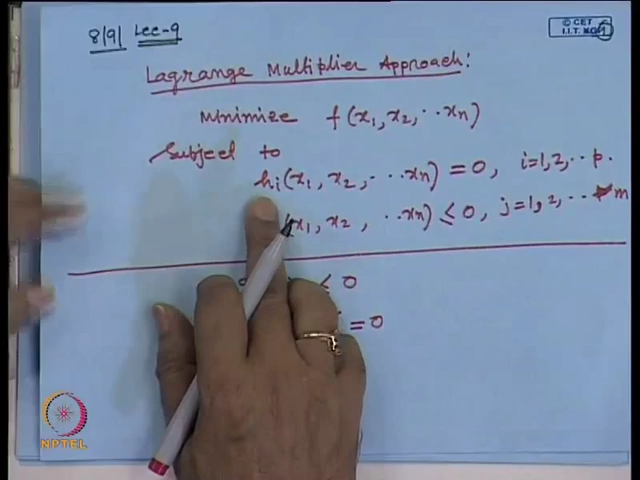 8/9/ Lec-9
© CET
I.I.T. KGP
Lagrange Multiplier Approach:
Minimize f(x₁, x₂, ··xₙ)
Subject to
hᵢ(x₁, x₂, - ···xₙ) = 0, i=1,2,··p.
(x₁, x₂, ··xₙ) ≤ 0, j=1,2,··· m
≤ 0
= 0
NPTEL